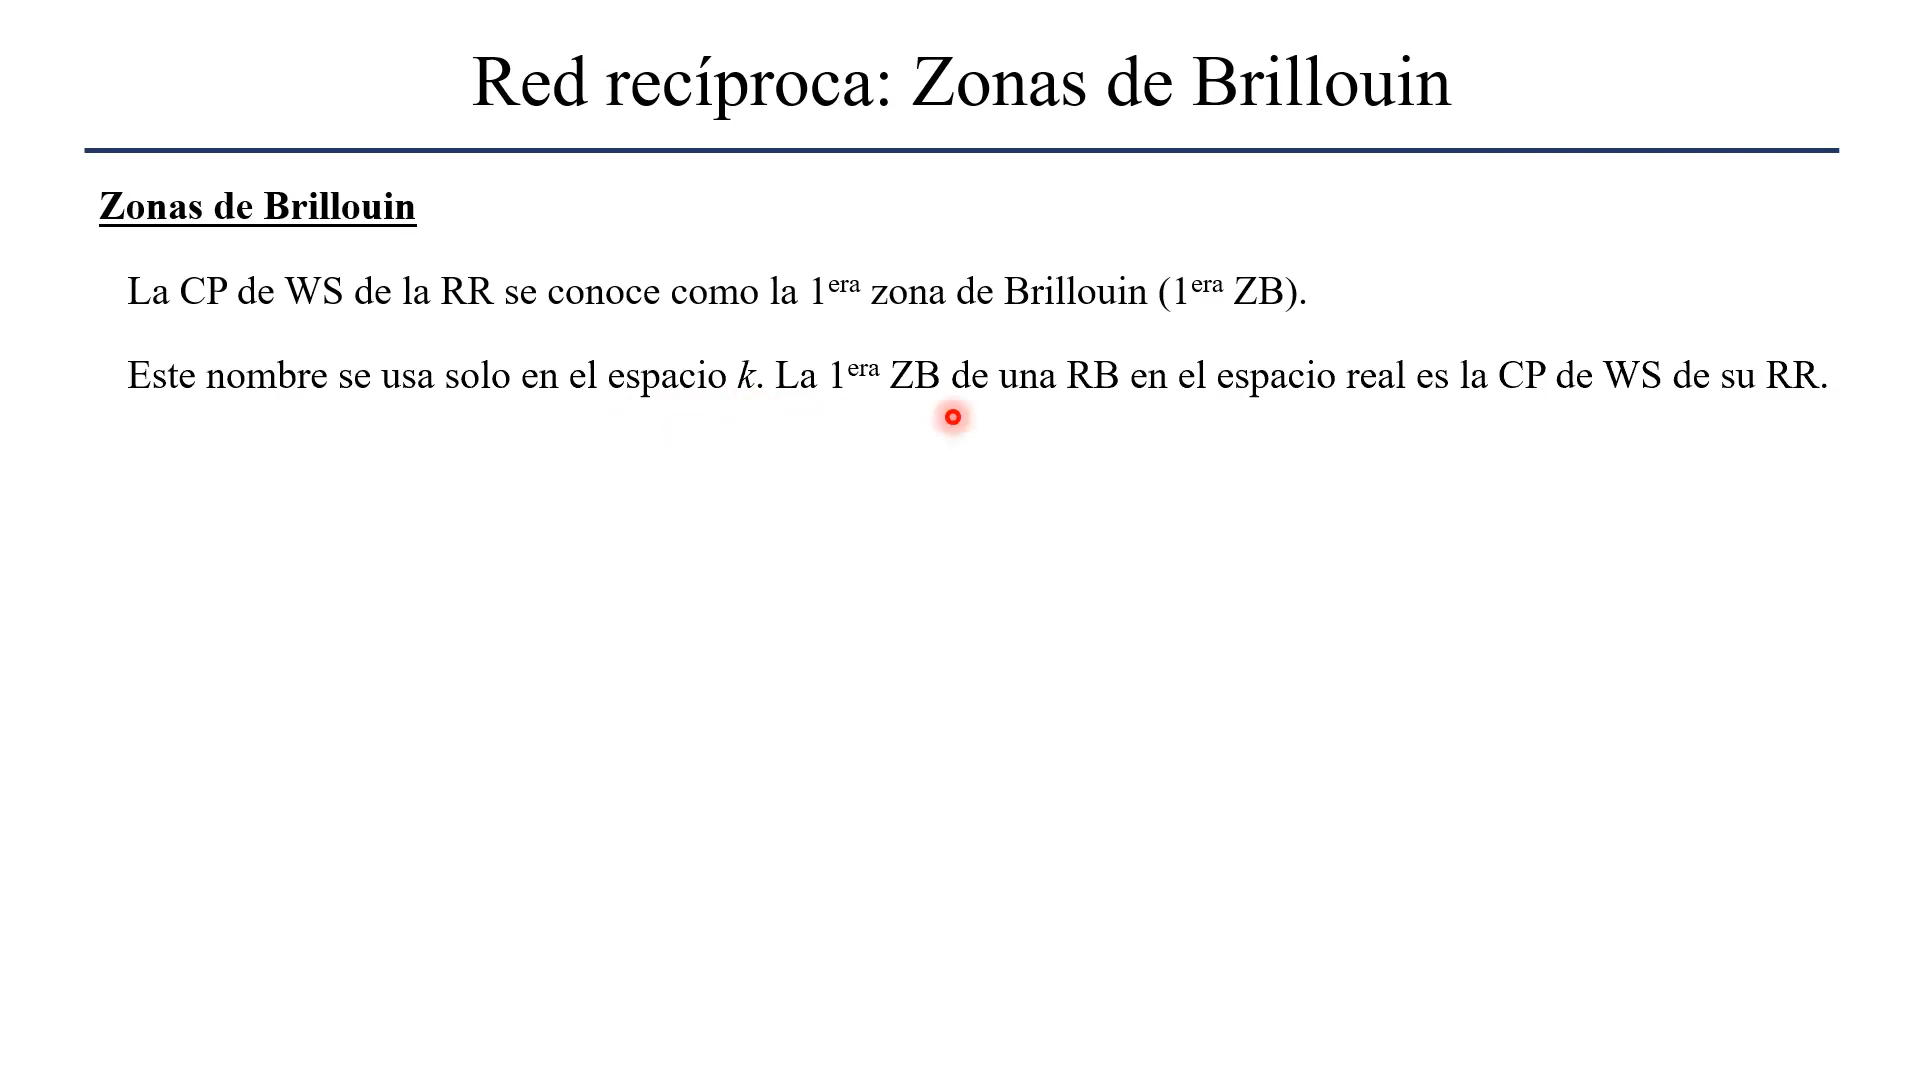 Red recíproca: Zonas de Brillouin
Zonas de Brillouin
La CP de WS de la RR se conoce como la 1era zona de Brillouin (1era ZB).
Este nombre se usa solo en el espacio k. La 1era ZB de una RB en el espacio real es la CP de WS de su RR.